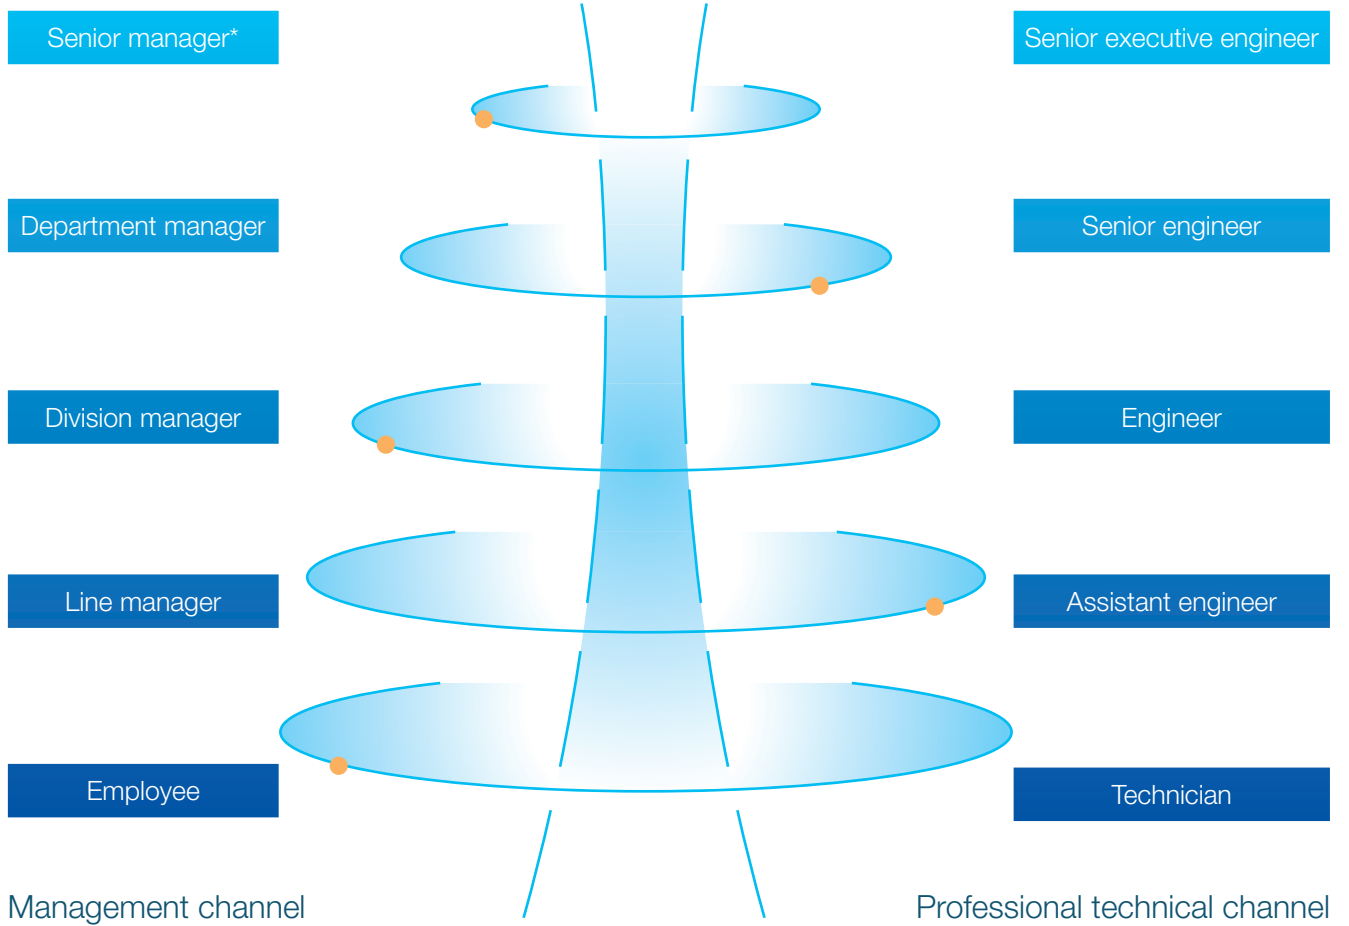 Senior manager*
Senior executive engineer
Department manager
Senior engineer
Division manager
Engineer
Line manager
Assistant engineer
Employee
Technician
Management channel
Professional technical channel